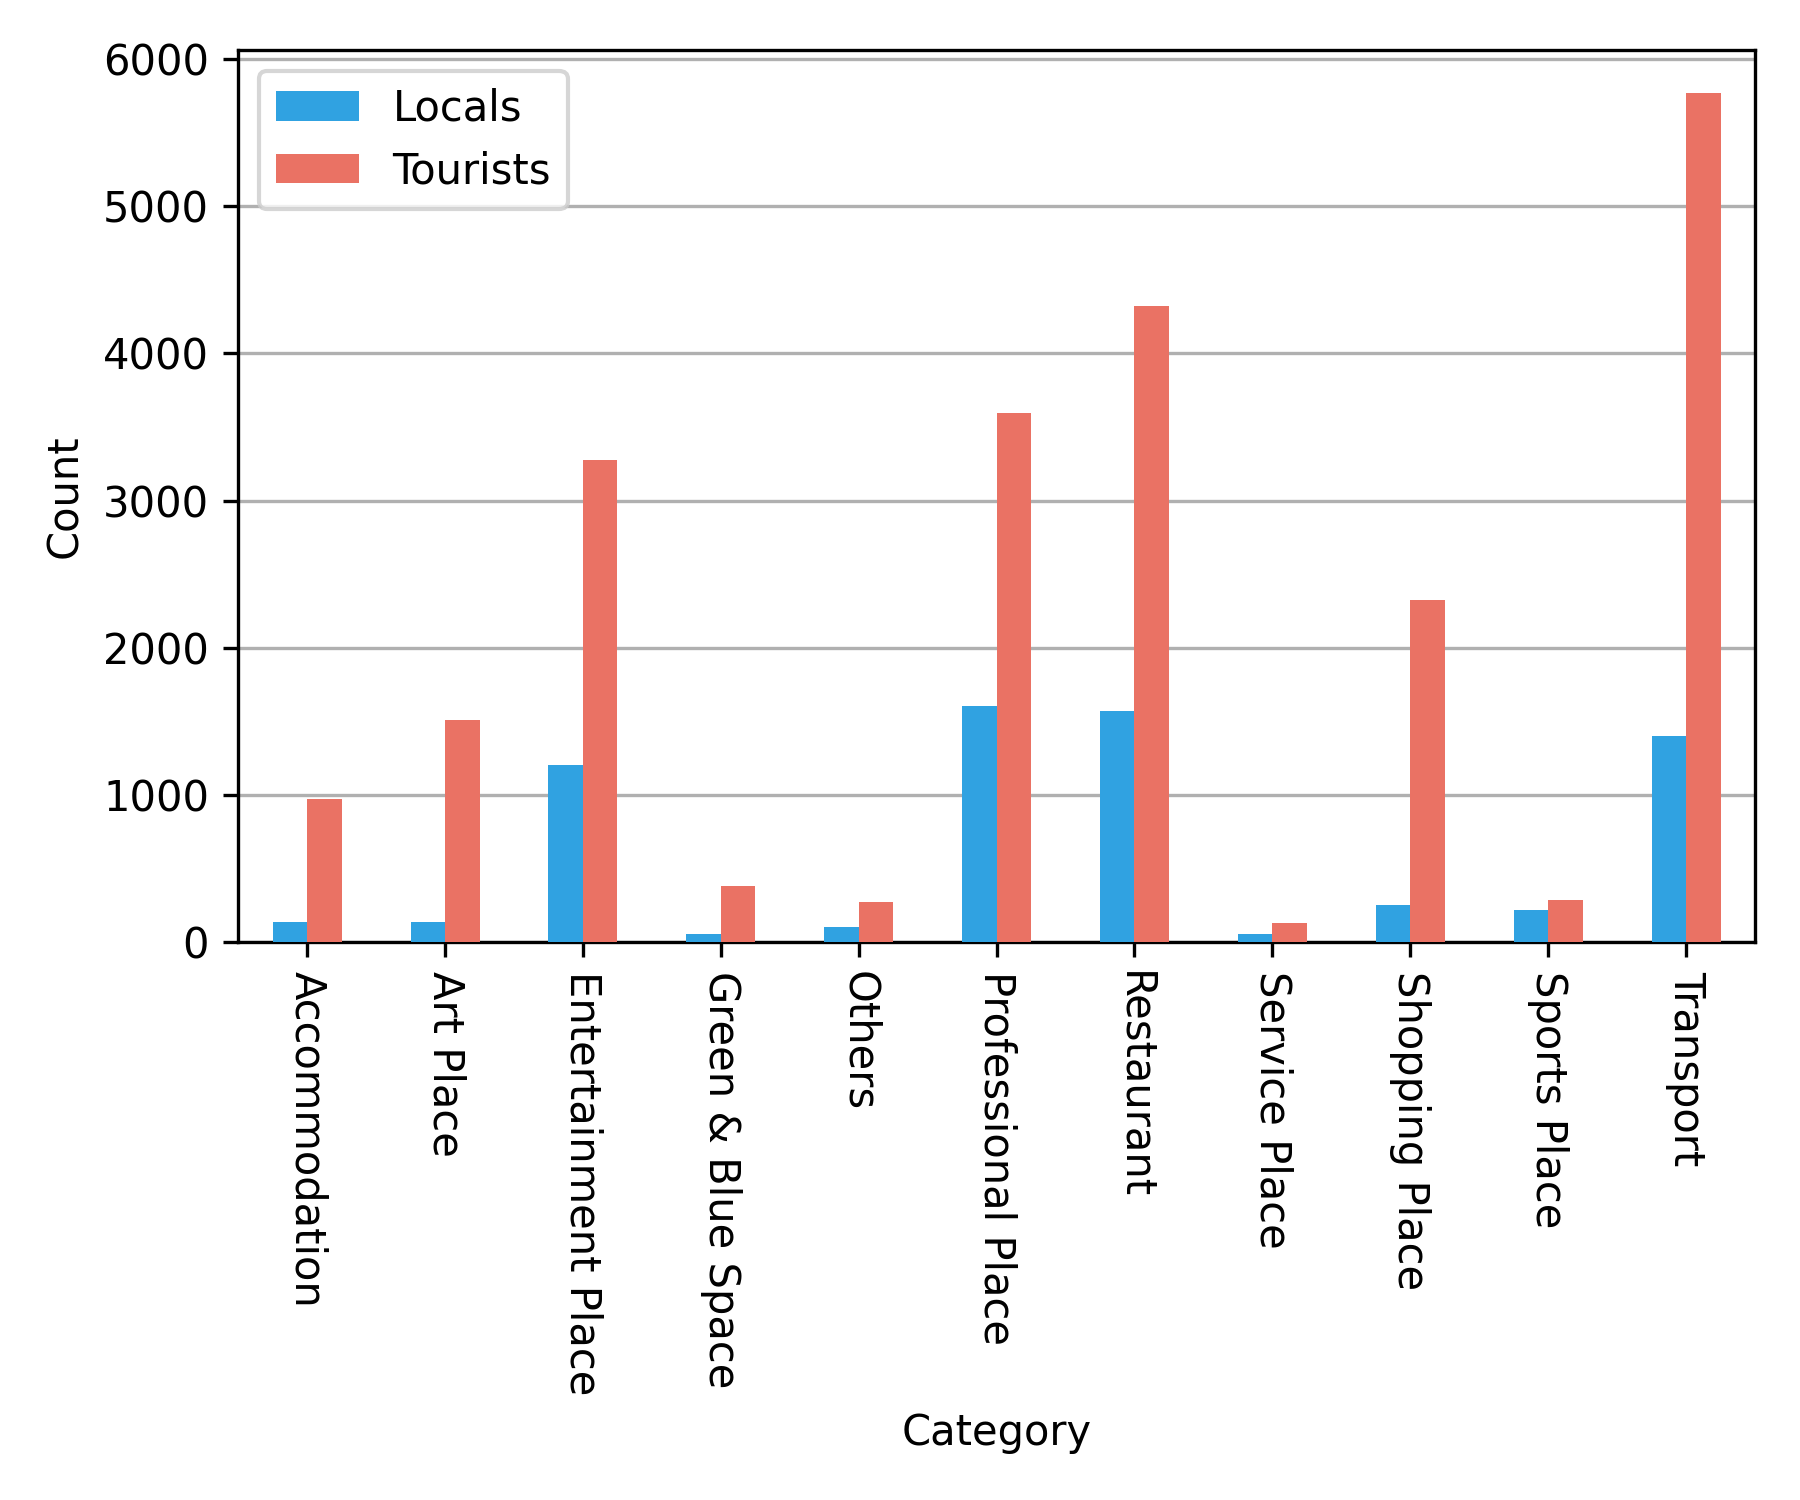 6000
5000
4000
3000
2000
1000
0
Count
Locals
Tourists
Accommodation
Art Place
Entertainment Place
Green & Blue Space
Others
Professional Place
Restaurant
Service Place
Shopping Place
Sports Place
Transport
Category